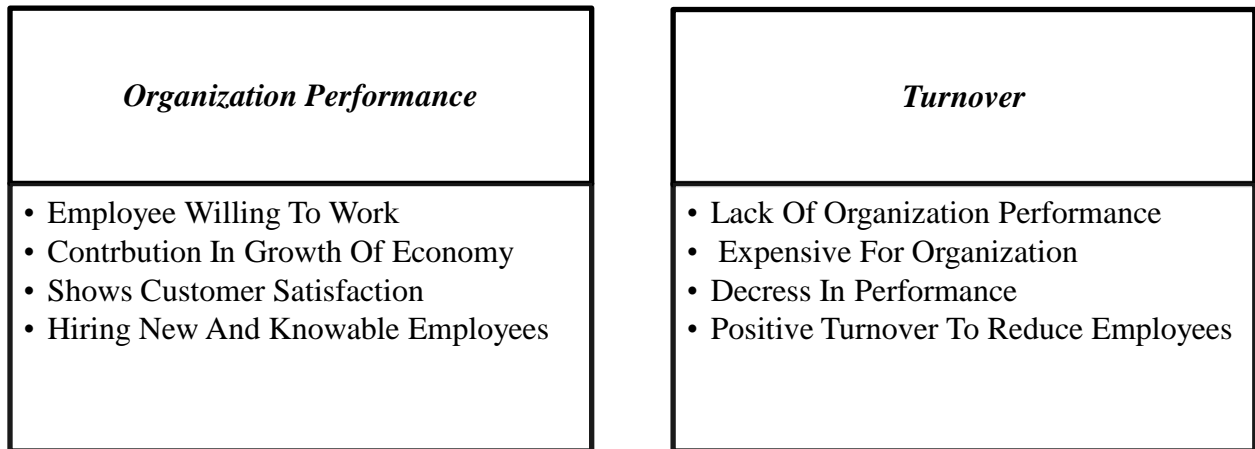 Organization Performance
• Employee Willing To Work
• Contrbution In Growth Of Economy
• Shows Customer Satisfaction
• Hiring New And Knowable Employees
Turnover
• Lack Of Organization Performance
• Expensive For Organization
• Decress In Performance
• Positive Turnover To Reduce Employees